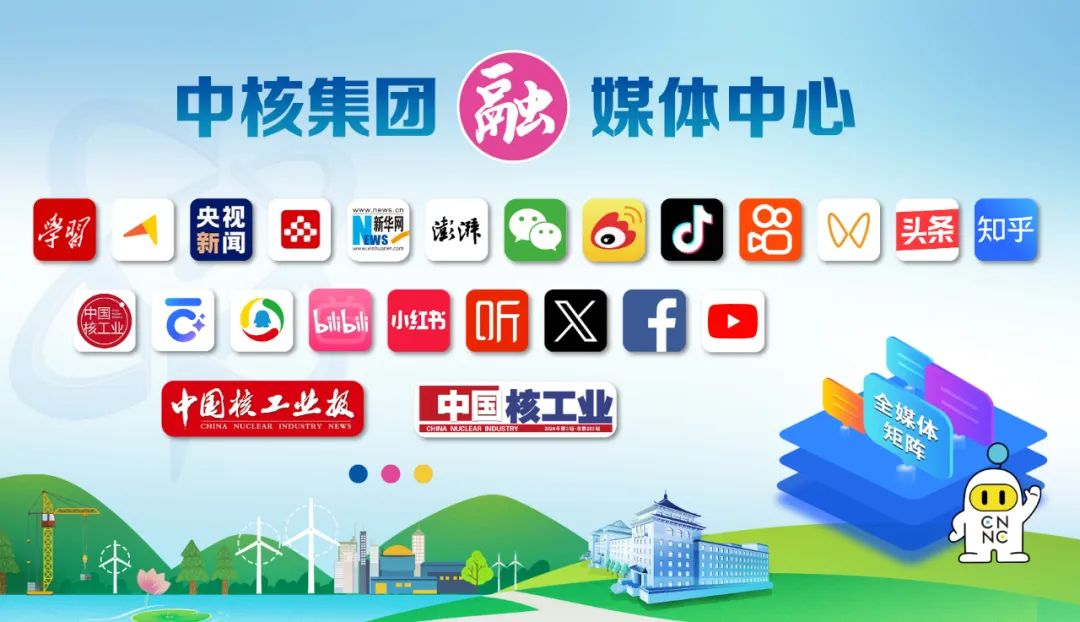 中核集团融媒体中心
学习
央视
新闻
www.news.cn
新华网
NEWS
www.xinhuanet.com
澎湃
头条
知乎
中国
核工业
bilibili
小红书
听
X
f
中国核工业报
CHINA NUCLEAR INDUSTRY NEWS
中国核工业
CHINA NUCLEAR INDUSTRY
全媒体
矩阵
CN
NC